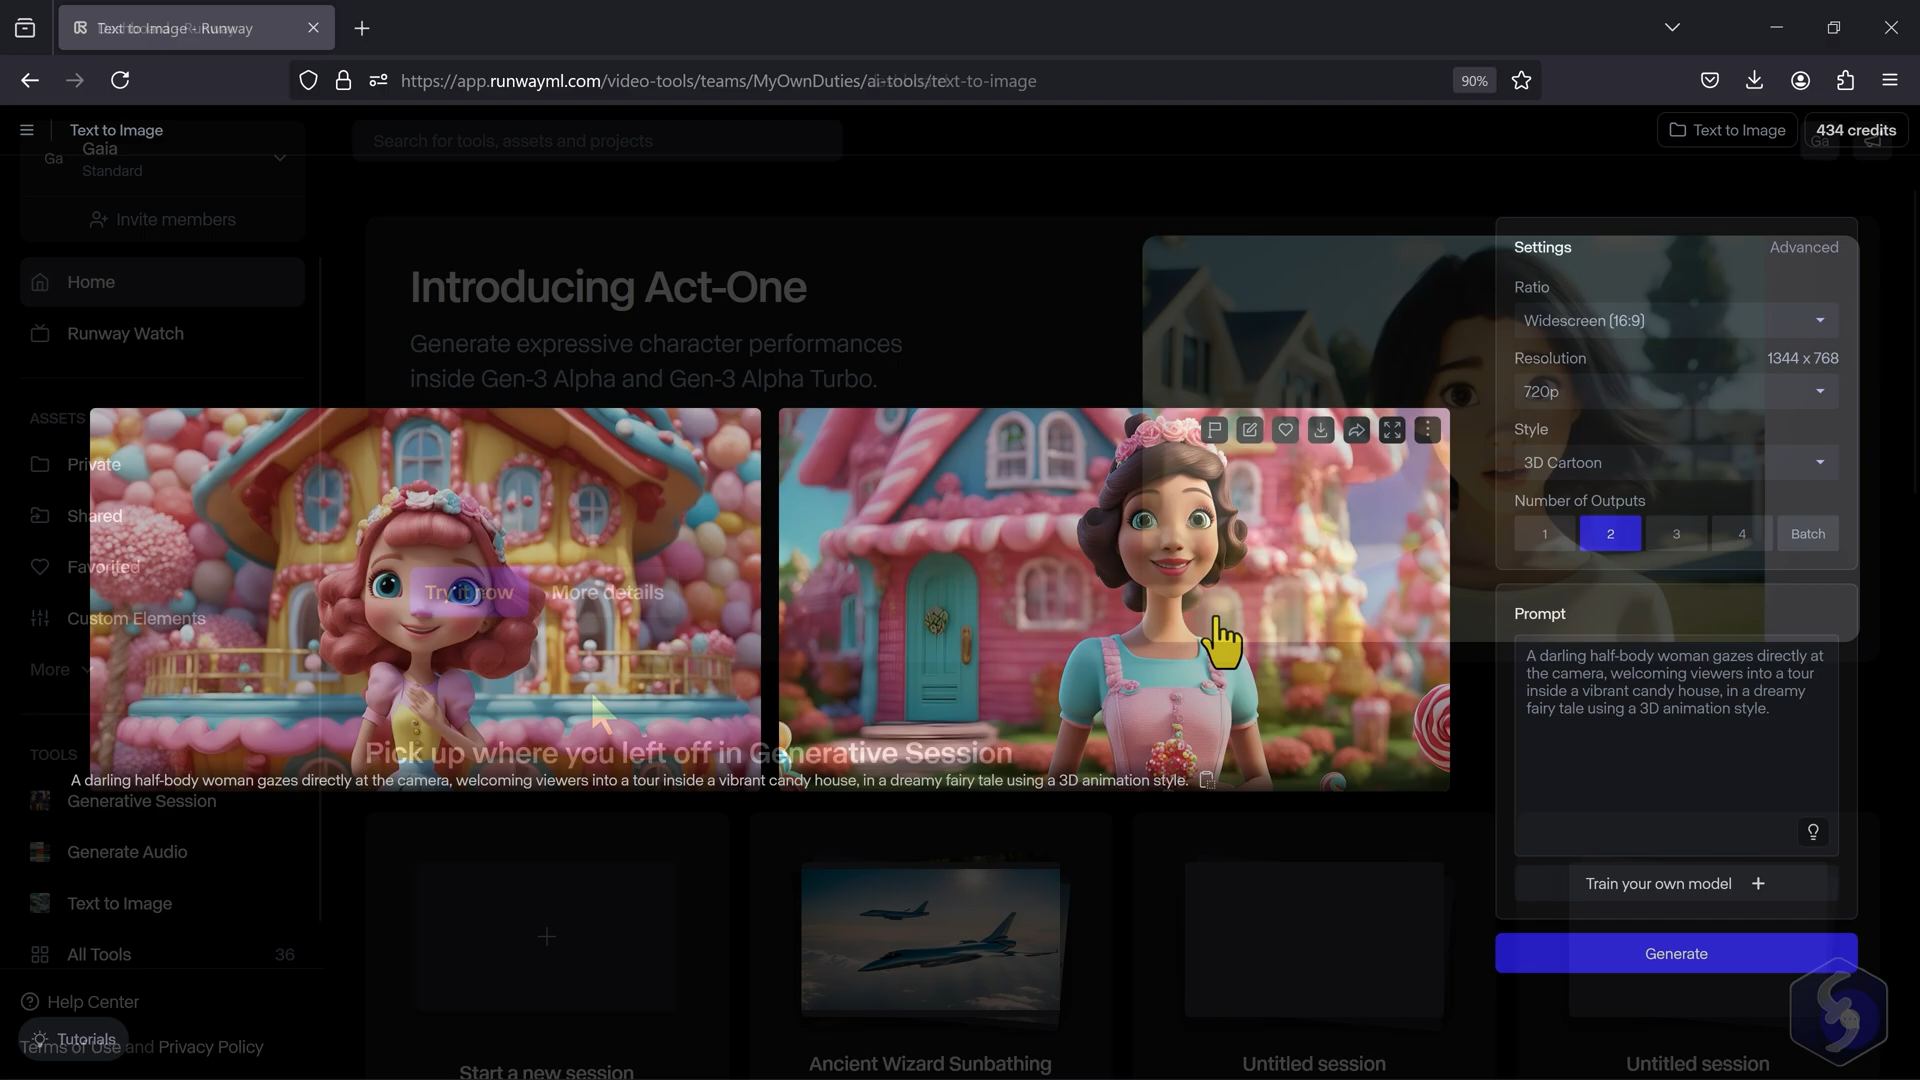 Text to Image - Runway
https://app.runwayml.com/video-tools/teams/MyOwnDuties/ai-tools/text-to-image
90%
Text to Image
Text to Image
434 credits
Ga
Gaia
Standard
Search for tools, assets and projects
Ga
Invite members
Home
Runway Watch
ASSETS
Private
Shared
Favorited
Custom Elements
More
TOOLS
Generative Session
Generate Audio
Text to Image
All Tools
36
Help Center
Tutorials
Terms of Use and Privacy Policy
Introducing Act-One
Generate expressive character performances
inside Gen-3 Alpha and Gen-3 Alpha Turbo.
Try it now
More details
Pick up where you left off in Generative Session
A darling half-body woman gazes directly at the camera, welcoming viewers into a tour inside a vibrant candy house, in a dreamy fairy tale using a 3D animation style.
Start a new session
Ancient Wizard Sunbathing
Untitled session
Untitled session
Settings
Advanced
Ratio
Widescreen (16:9)
Resolution
1344 x 768
720p
Style
3D Cartoon
Number of Outputs
1
2
3
4
Batch
Prompt
A darling half-body woman gazes directly at
the camera, welcoming viewers into a tour
inside a vibrant candy house, in a dreamy
fairy tale using a 3D animation style.
Train your own model
Generate